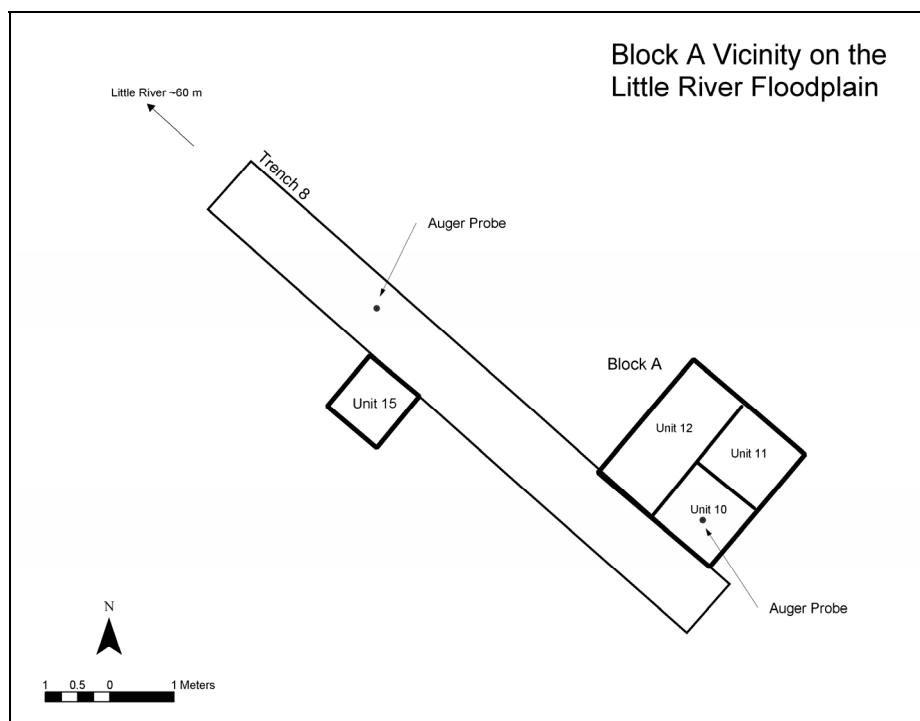 Block A Vicinity on the
Little River Floodplain
Little River ~60 m
Trench 8
Auger Probe
Block A
Unit 12
Unit 11
Unit 15
Unit 10
Auger Probe
N
1 0.5 0 1 Meters